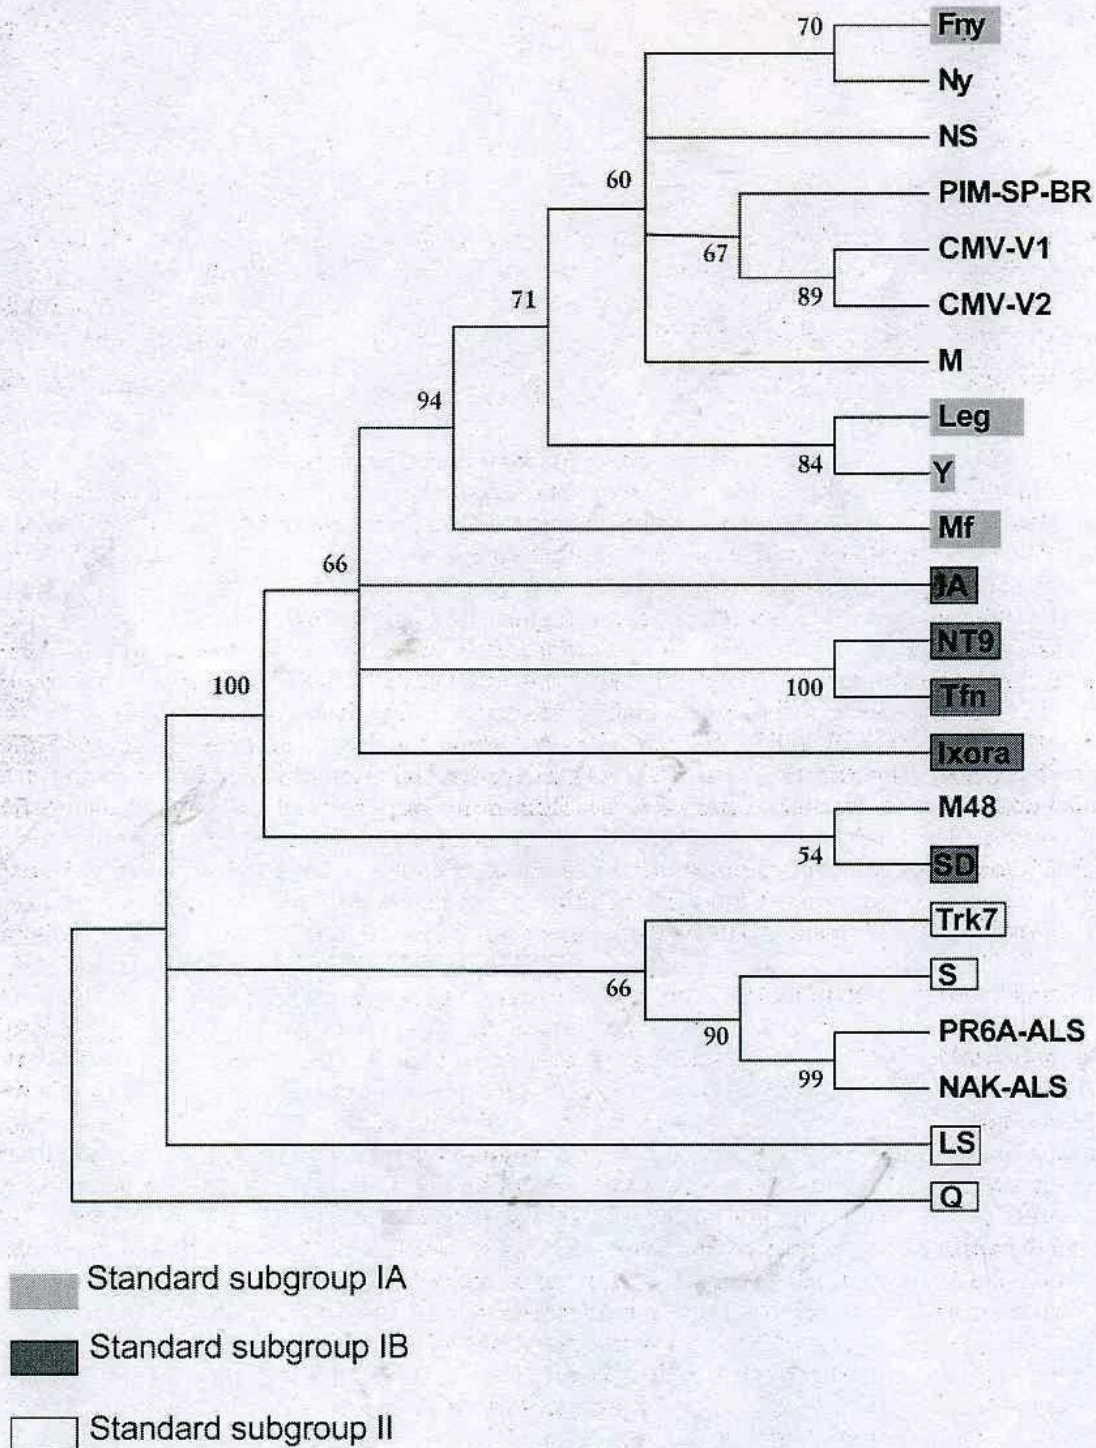 70
Fny
Ny
NS
60
PIM-SP-BR
67
CMV-V1
89
CMV-V2
71
M
94
Leg
84
Y
Mf
66
IA
NT9
100
100
Tfn
Ixora
M48
54
SD
Trk7
66
S
90
PR6A-ALS
99
NAK-ALS
LS
Q
Standard subgroup IA
Standard subgroup IB
Standard subgroup II